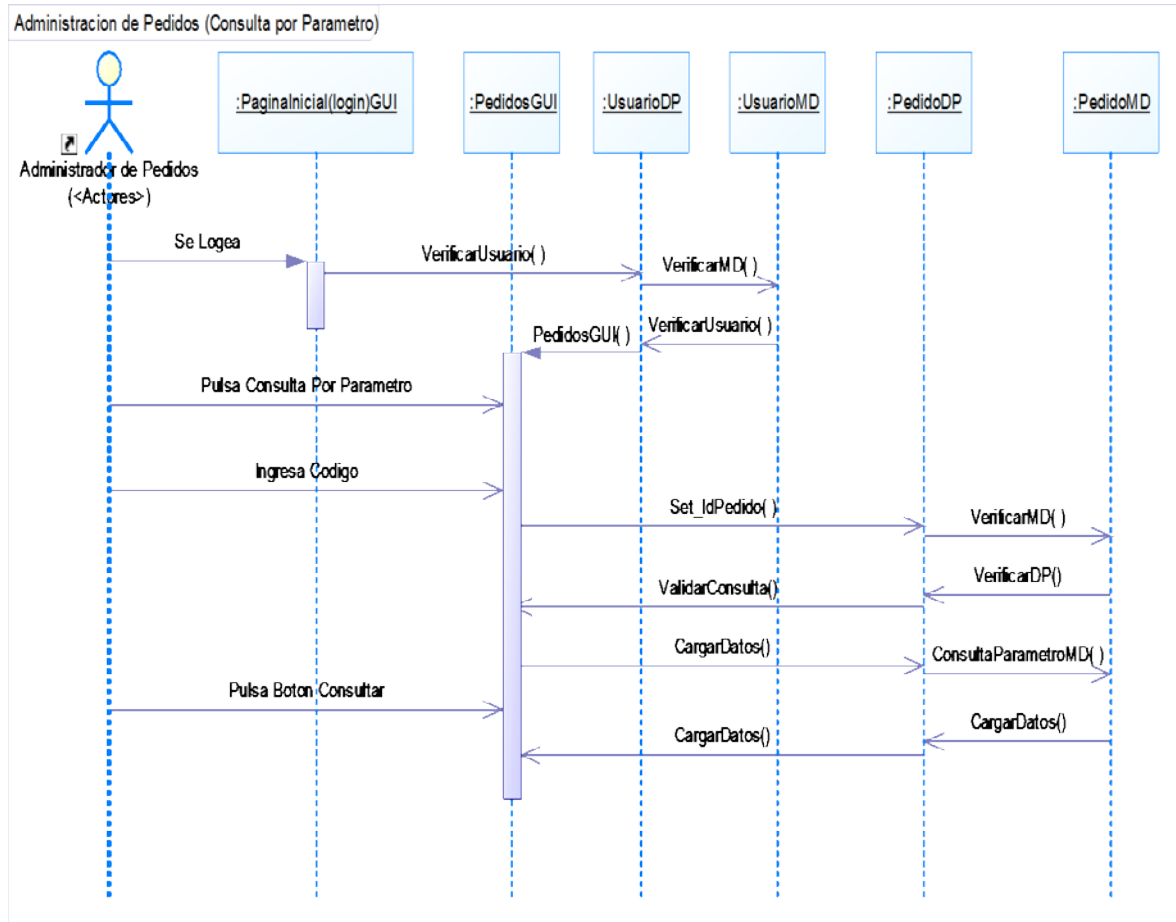 Administracion de Pedidos (Consulta por Parametro)
:PaginaInicial(login)GUI
:PedidosGUI
:UsuarioDP
:UsuarioMD
:PedidoDP
:PedidoMD
Administrador de Pedidos
(<Actores>)
Se Logea
VerificarUsuario( )
VerificarMD( )
VerificarUsuario( )
PedidosGUI( )
Pulsa Consulta Por Parametro
Ingresa Codigo
Set_IdPedido( )
VerificarMD( )
VerificarDP()
ValidarConsulta()
CargarDatos()
ConsultaParametroMD( )
Pulsa Boton Consultar
CargarDatos()
CargarDatos()